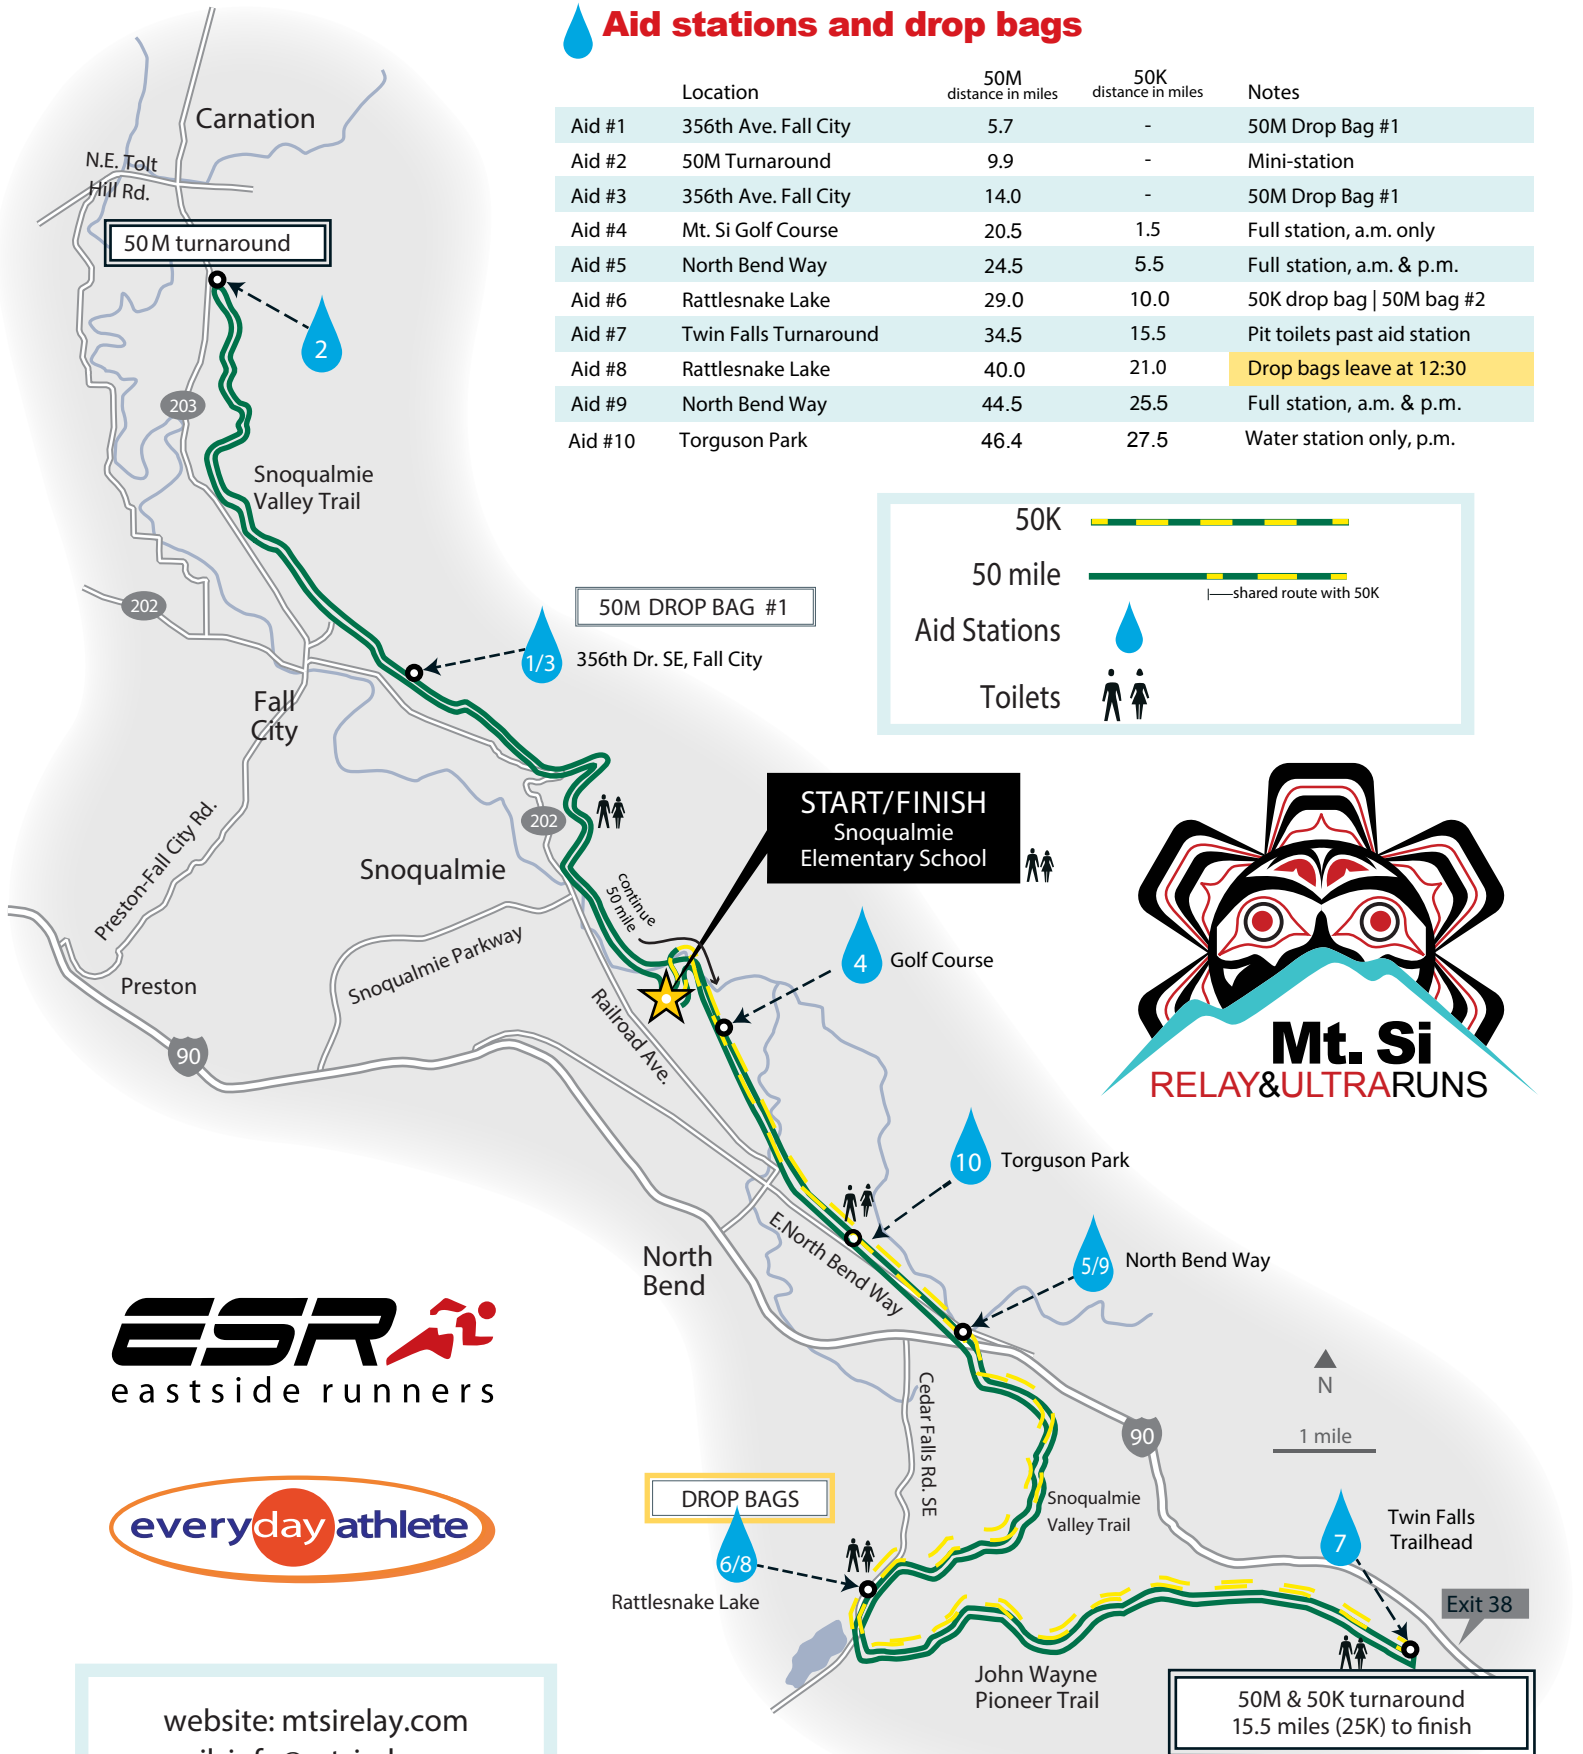 Aid stations and drop bags
Location 50M distance in miles 50K distance in miles Notes
Aid #1 356th Ave. Fall City 5.7 - 50M Drop Bag #1
Aid #2 50M Turnaround 9.9 - Mini-station
Aid #3 356th Ave. Fall City 14.0 - 50M Drop Bag #1
Aid #4 Mt. Si Golf Course 20.5 1.5 Full station, a.m. only
Aid #5 North Bend Way 24.5 5.5 Full station, a.m. & p.m.
Aid #6 Rattlesnake Lake 29.0 10.0 50K drop bag | 50M bag #2
Aid #7 Twin Falls Turnaround 34.5 15.5 Pit toilets past aid station
Aid #8 Rattlesnake Lake 40.0 21.0 Drop bags leave at 12:30
Aid #9 North Bend Way 44.5 25.5 Full station, a.m. & p.m.
Aid #10 Torguson Park 46.4 27.5 Water station only, p.m.
50K
50 mile
shared route with 50K
Aid Stations
Toilets
Carnation
N.E. Tolt
Hill Rd.
50M turnaround
2
203
Snoqualmie
Valley Trail
202
50M DROP BAG #1
1/3
356th Dr. SE, Fall City
Fall
City
Preston-Fall City Rd.
202
START/FINISH
Snoqualmie
Elementary School
Snoqualmie
continue
50 mile
4
Golf Course
Snoqualmie Parkway
Preston
Railroad Ave.
90
Mt. Si
RELAY&ULTRARUNS
10
Torguson Park
E.North Bend Way
North
Bend
5/9
North Bend Way
ESR
eastside runners
N
1 mile
Cedar Falls Rd. SE
90
everyday athlete
DROP BAGS
6/8
Rattlesnake Lake
Snoqualmie
Valley Trail
7
Twin Falls
Trailhead
Exit 38
John Wayne
Pioneer Trail
50M & 50K turnaround
15.5 miles (25K) to finish
website: mtsirelay.com